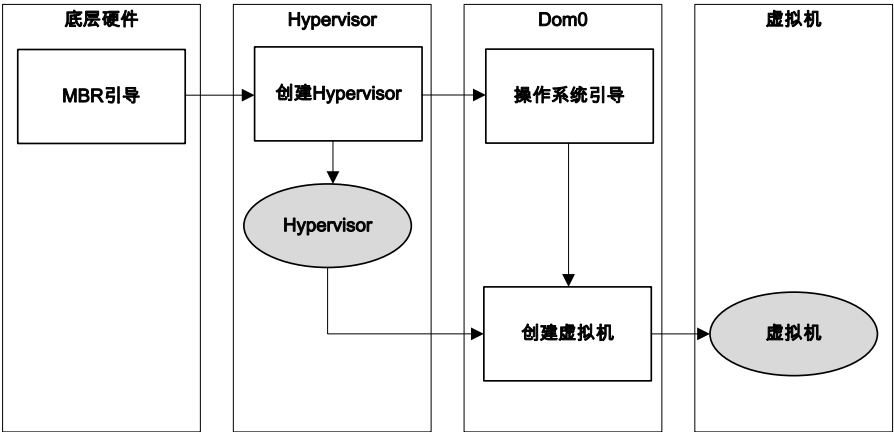 底层硬件
Hypervisor
Dom0
虚拟机
MBR引导
创建Hypervisor
操作系统引导
Hypervisor
创建虚拟机
虚拟机